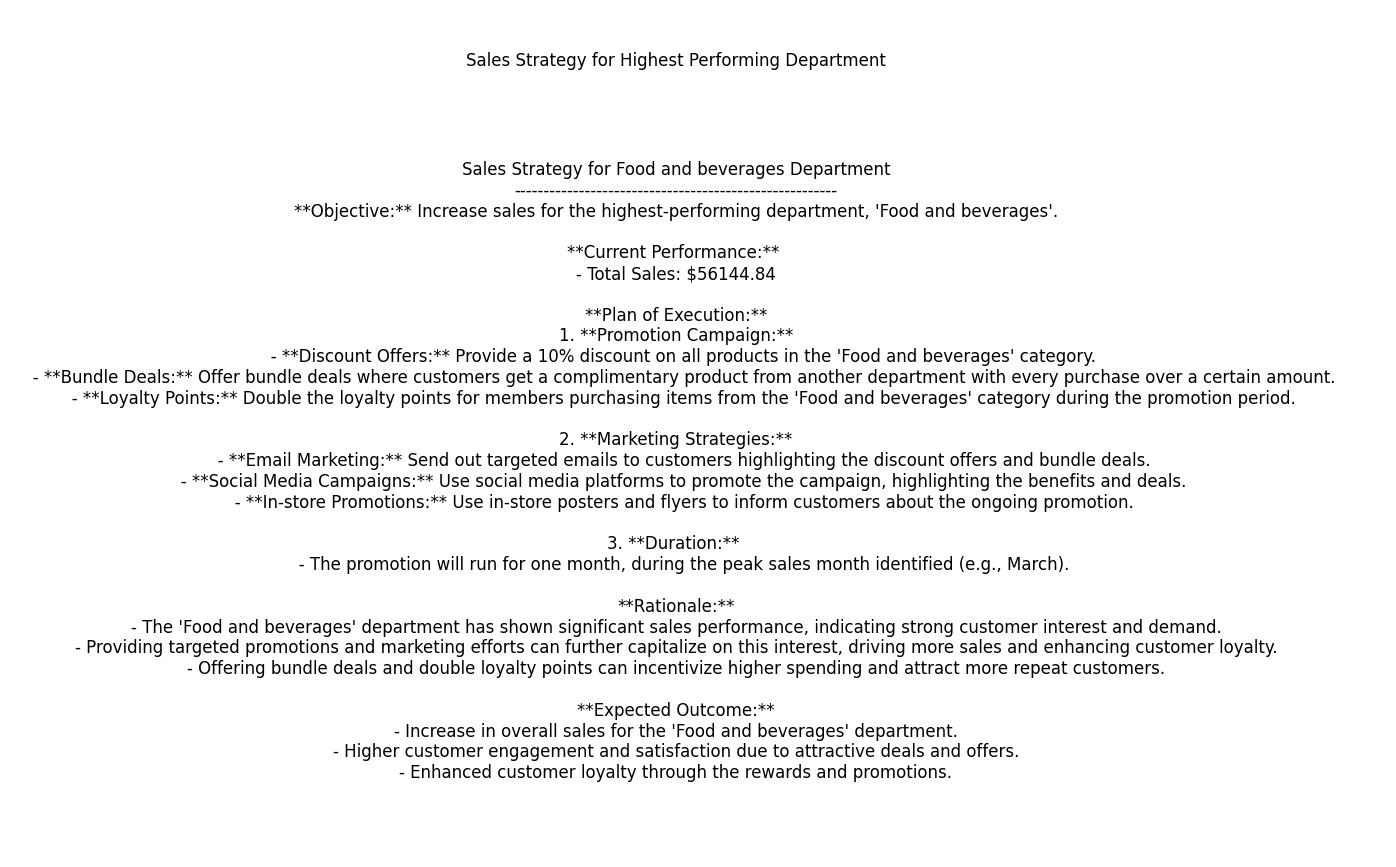 Sales Strategy for Highest Performing Department
Sales Strategy for Food and beverages Department
-------------------------------------------------------
**Objective:** Increase sales for the highest-performing department, 'Food and beverages'.
**Current Performance:**
- Total Sales: $56144.84
**Plan of Execution:**
1. **Promotion Campaign:**
- **Discount Offers:** Provide a 10% discount on all products in the 'Food and beverages' category.
- **Bundle Deals:** Offer bundle deals where customers get a complimentary product from another department with every purchase over a certain amount.
- **Loyalty Points:** Double the loyalty points for members purchasing items from the 'Food and beverages' category during the promotion period.
2. **Marketing Strategies:**
- **Email Marketing:** Send out targeted emails to customers highlighting the discount offers and bundle deals.
- **Social Media Campaigns:** Use social media platforms to promote the campaign, highlighting the benefits and deals.
- **In-store Promotions:** Use in-store posters and flyers to inform customers about the ongoing promotion.
3. **Duration:**
- The promotion will run for one month, during the peak sales month identified (e.g., March).
**Rationale:**
- The 'Food and beverages' department has shown significant sales performance, indicating strong customer interest and demand.
- Providing targeted promotions and marketing efforts can further capitalize on this interest, driving more sales and enhancing customer loyalty.
- Offering bundle deals and double loyalty points can incentivize higher spending and attract more repeat customers.
**Expected Outcome:**
- Increase in overall sales for the 'Food and beverages' department.
- Higher customer engagement and satisfaction due to attractive deals and offers.
- Enhanced customer loyalty through the rewards and promotions.